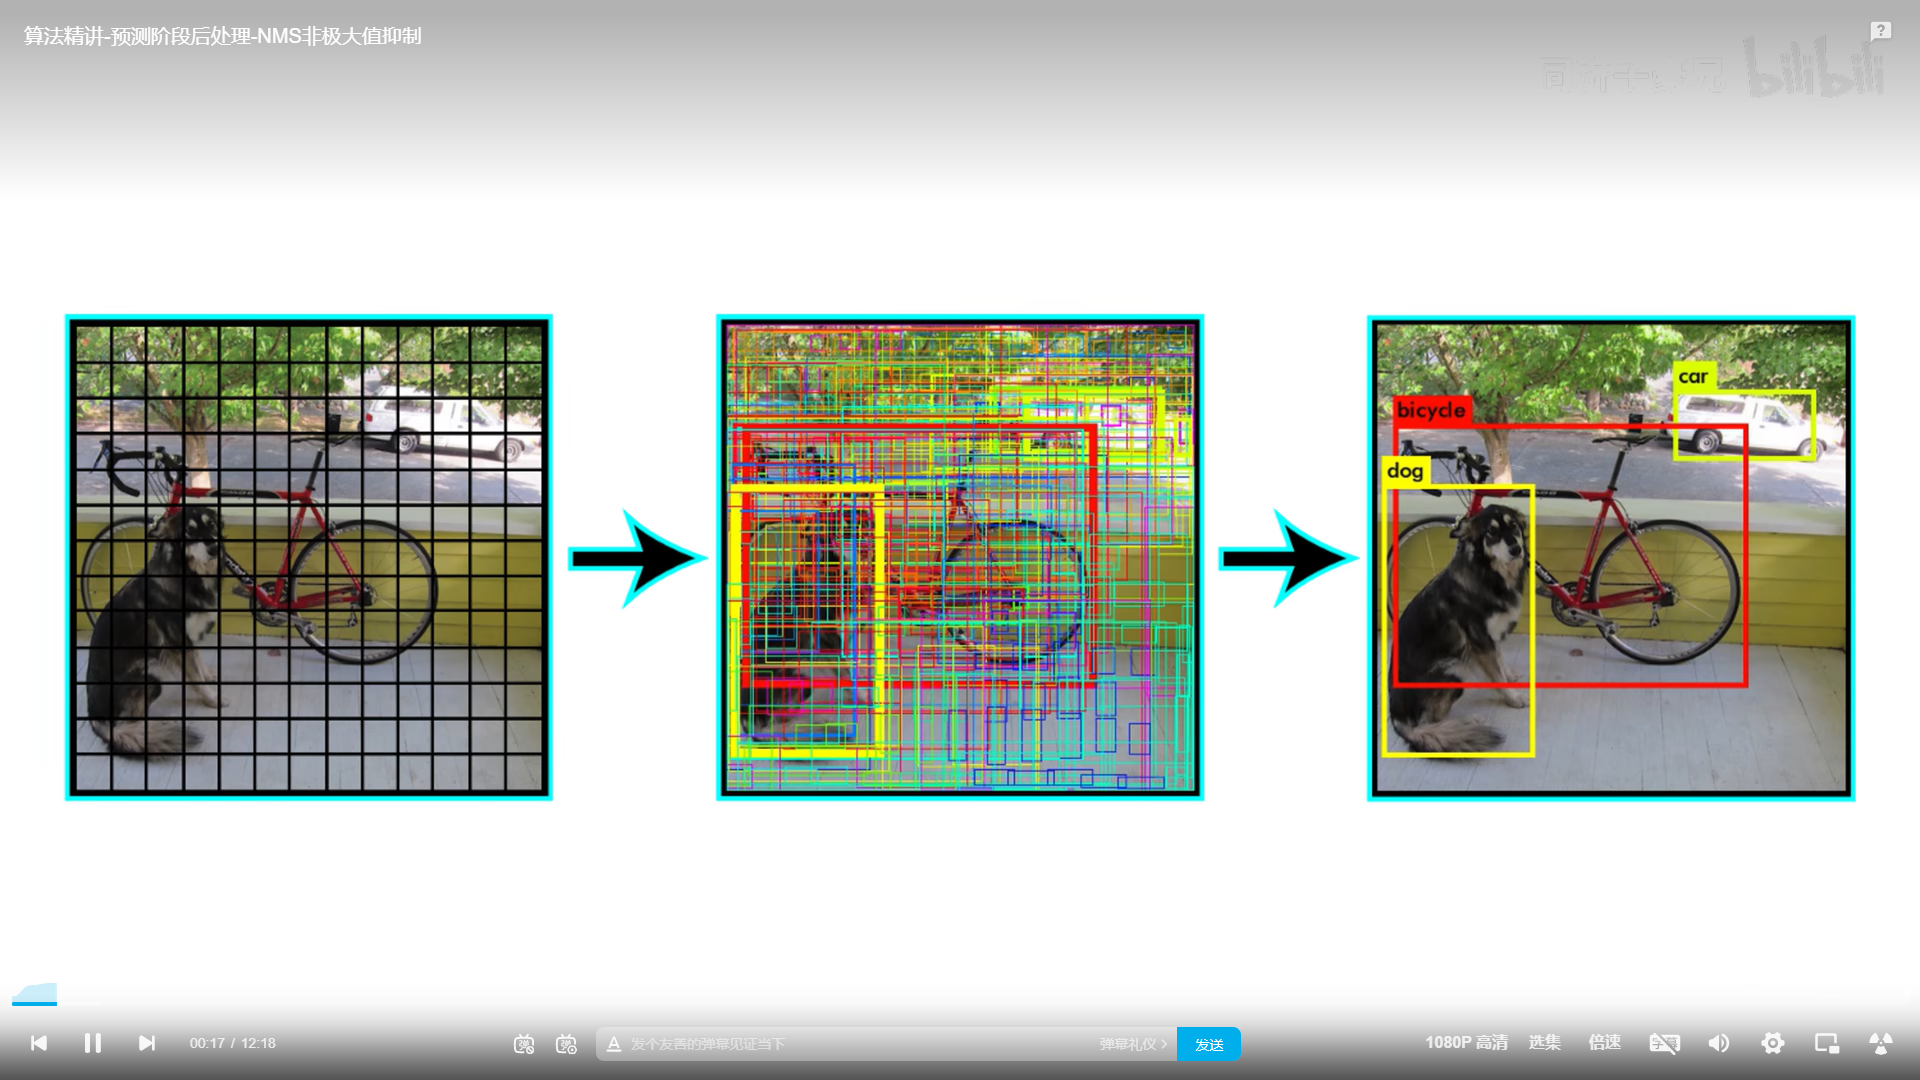 算法精讲-预测阶段后处理-NMS非极大值抑制
?
bilibili
car
bicycle
dog
00:17 / 12:18
发个友善的弹幕见证当下
弹幕礼仪
发送
1080P 高清
选集
倍速
字幕